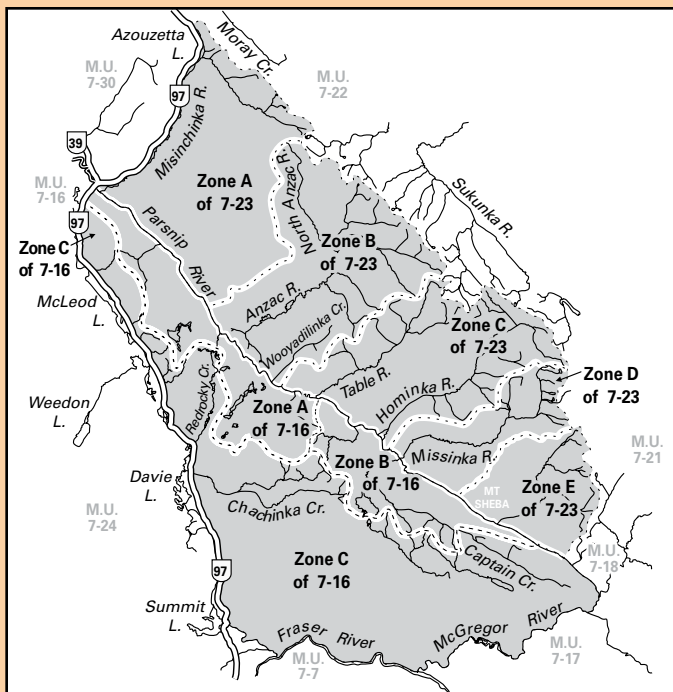 Azouzetta
L.
Moray Cr.
M.U.
7-30
M.U.
7-22
97
Misinchinka R.
39
M.U.
7-16
97
Zone A
of 7-23
North Anzac R.
Sukunka R.
Zone C
of 7-16
Parsnip
River
Zone B
of 7-23
McLeod
L.
Anzac R.
Wooyadilinka Cr.
Zone C
of 7-23
Weedon
L.
Redrocky Cr.
Zone A
of 7-16
Table R.
Hominka R.
Zone D
of 7-23
Missinka R.
M.U.
7-21
Davie
L.
Zone B
of 7-16
MT
SHEBA
Zone E
of 7-23
M.U.
7-24
Chachinka Cr.
Captain Cr.
M.U.
7-18
Zone C
of 7-16
97
Summit
L.
Fraser River
McGregor River
M.U.
7-7
M.U.
7-17